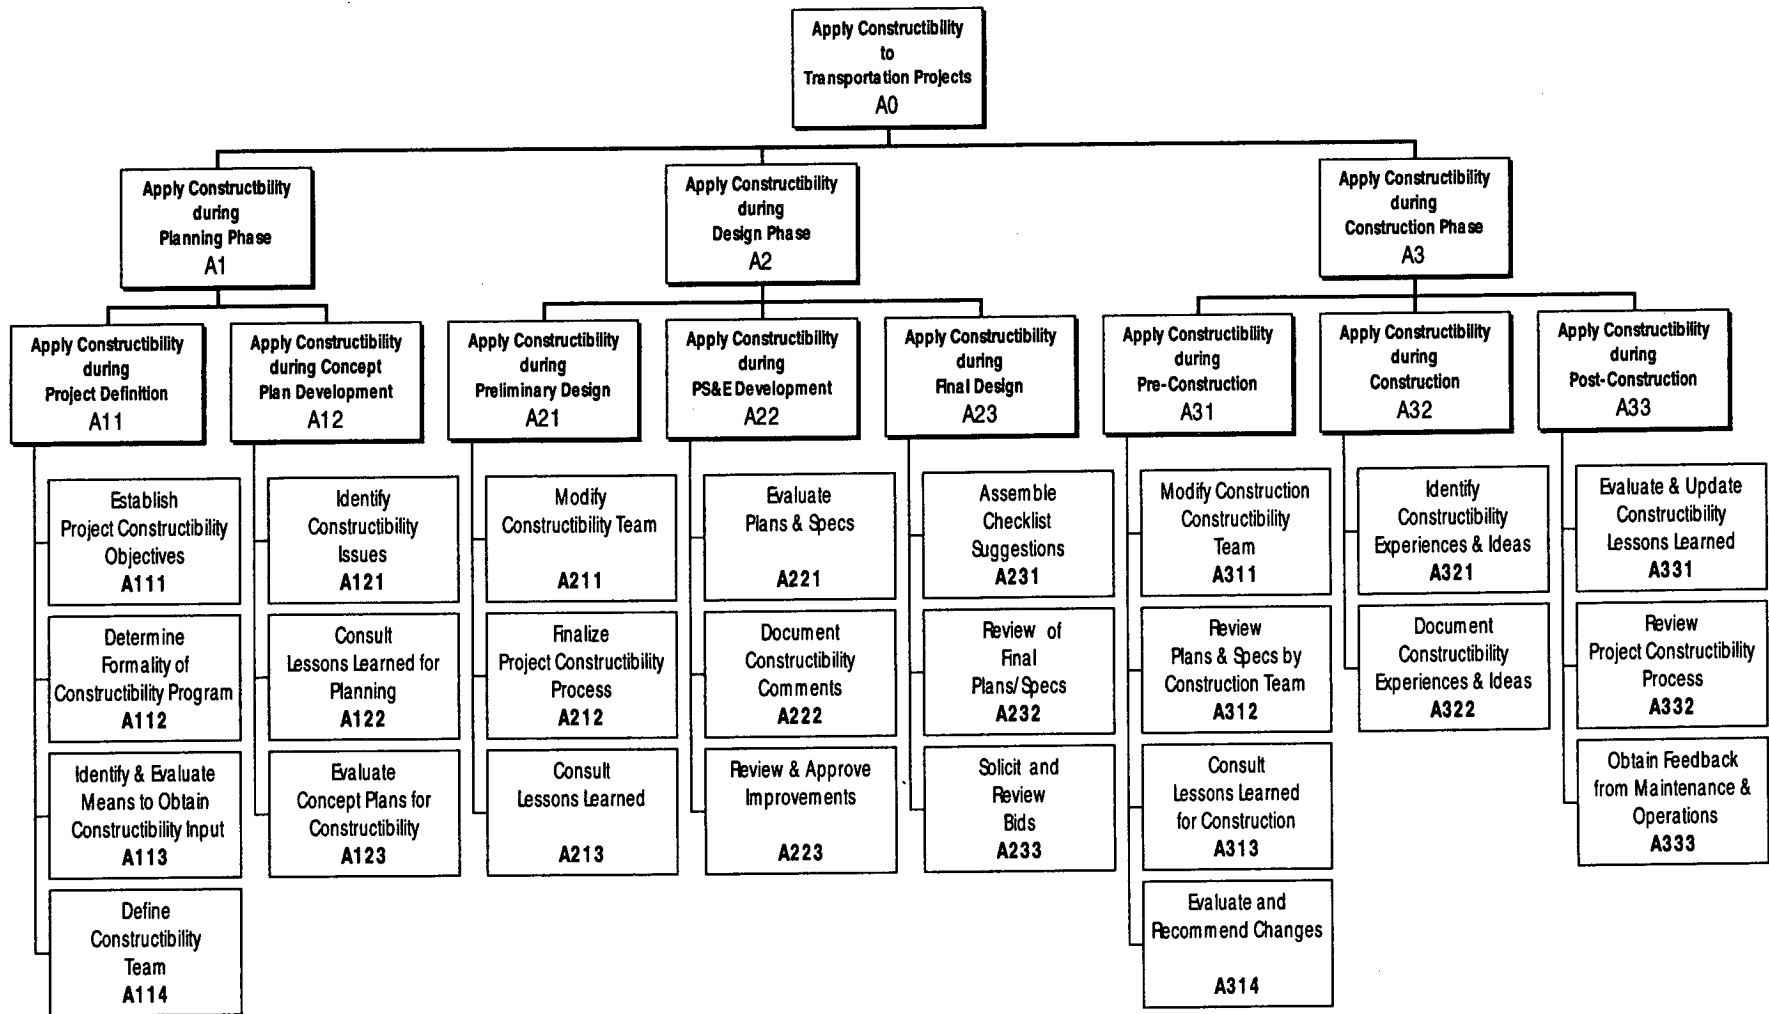 Apply Constructibility
to
Transportation Projects
A0
Apply Constructbility
during
Planning Phase
A1
Apply Constructibility
during
Design Phase
A2
Apply Constructibility
during
Construction Phase
A3
Apply Constructibility
during
Project Definition
A11
Apply Constructibility
during Concept
Plan Development
A12
Apply Constructibility
during
Preliminary Design
A21
Apply Constructibility
during
PS&E Development
A22
Apply Constructibility
during
Final Design
A23
Apply Constructibility
during
Pre-Construction
A31
Apply Constructibility
during
Construction
A32
Apply Constructibility
during
Post-Construction
A33
Establish
Project Constructibility
Objectives
A111
Determine
Formality of
Constructibility Program
A112
Identify & Evaluate
Means to Obtain
Constructibility Input
A113
Define
Constructibility
Team
A114
Identify
Constructibility
Issues
A121
Consult
Lessons Learned for
Planning
A122
Evaluate
Concept Plans for
Constructibility
A123
Modify
Constructibility Team
A211
Finalize
Project Constructibility
Process
A212
Consult
Lessons Learned
A213
Evaluate
Plans & Specs
A221
Document
Constructibility
Comments
A222
Review & Approve
Improvements
A223
Assemble
Checklist
Suggestions
A231
Review of
Final
Plans/Specs
A232
Solicit and
Review
Bids
A233
Modify Construction
Constructibility
Team
A311
Review
Plans & Specs by
Construction Team
A312
Consult
Lessons Learned
for Construction
A313
Evaluate and
Recommend Changes
A314
Identify
Constructibility
Experiences & Ideas
A321
Document
Constructibility
Experiences & Ideas
A322
Evaluate & Update
Constructibility
Lessons Learned
A331
Review
Project Constructibility
Process
A332
Obtain Feedback
from Maintenance &
Operations
A333